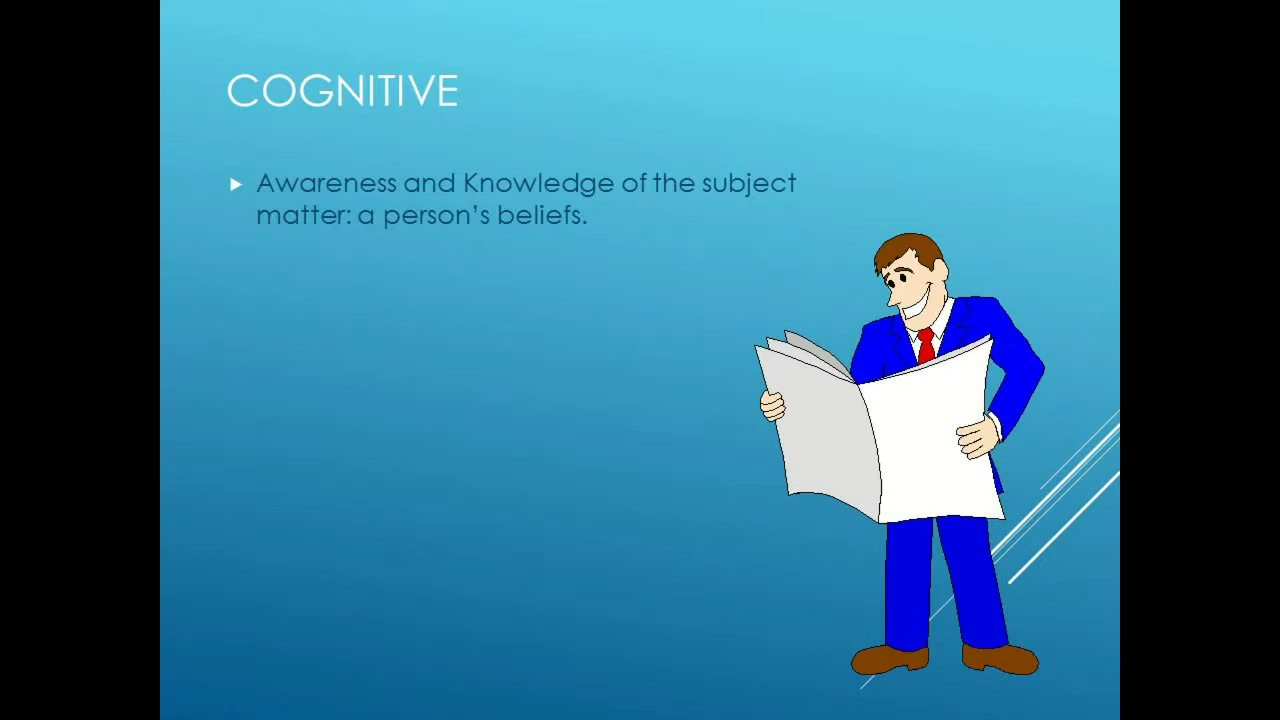 COGNITIVE
Awareness and Knowledge of the subject
matter: a person’s beliefs.